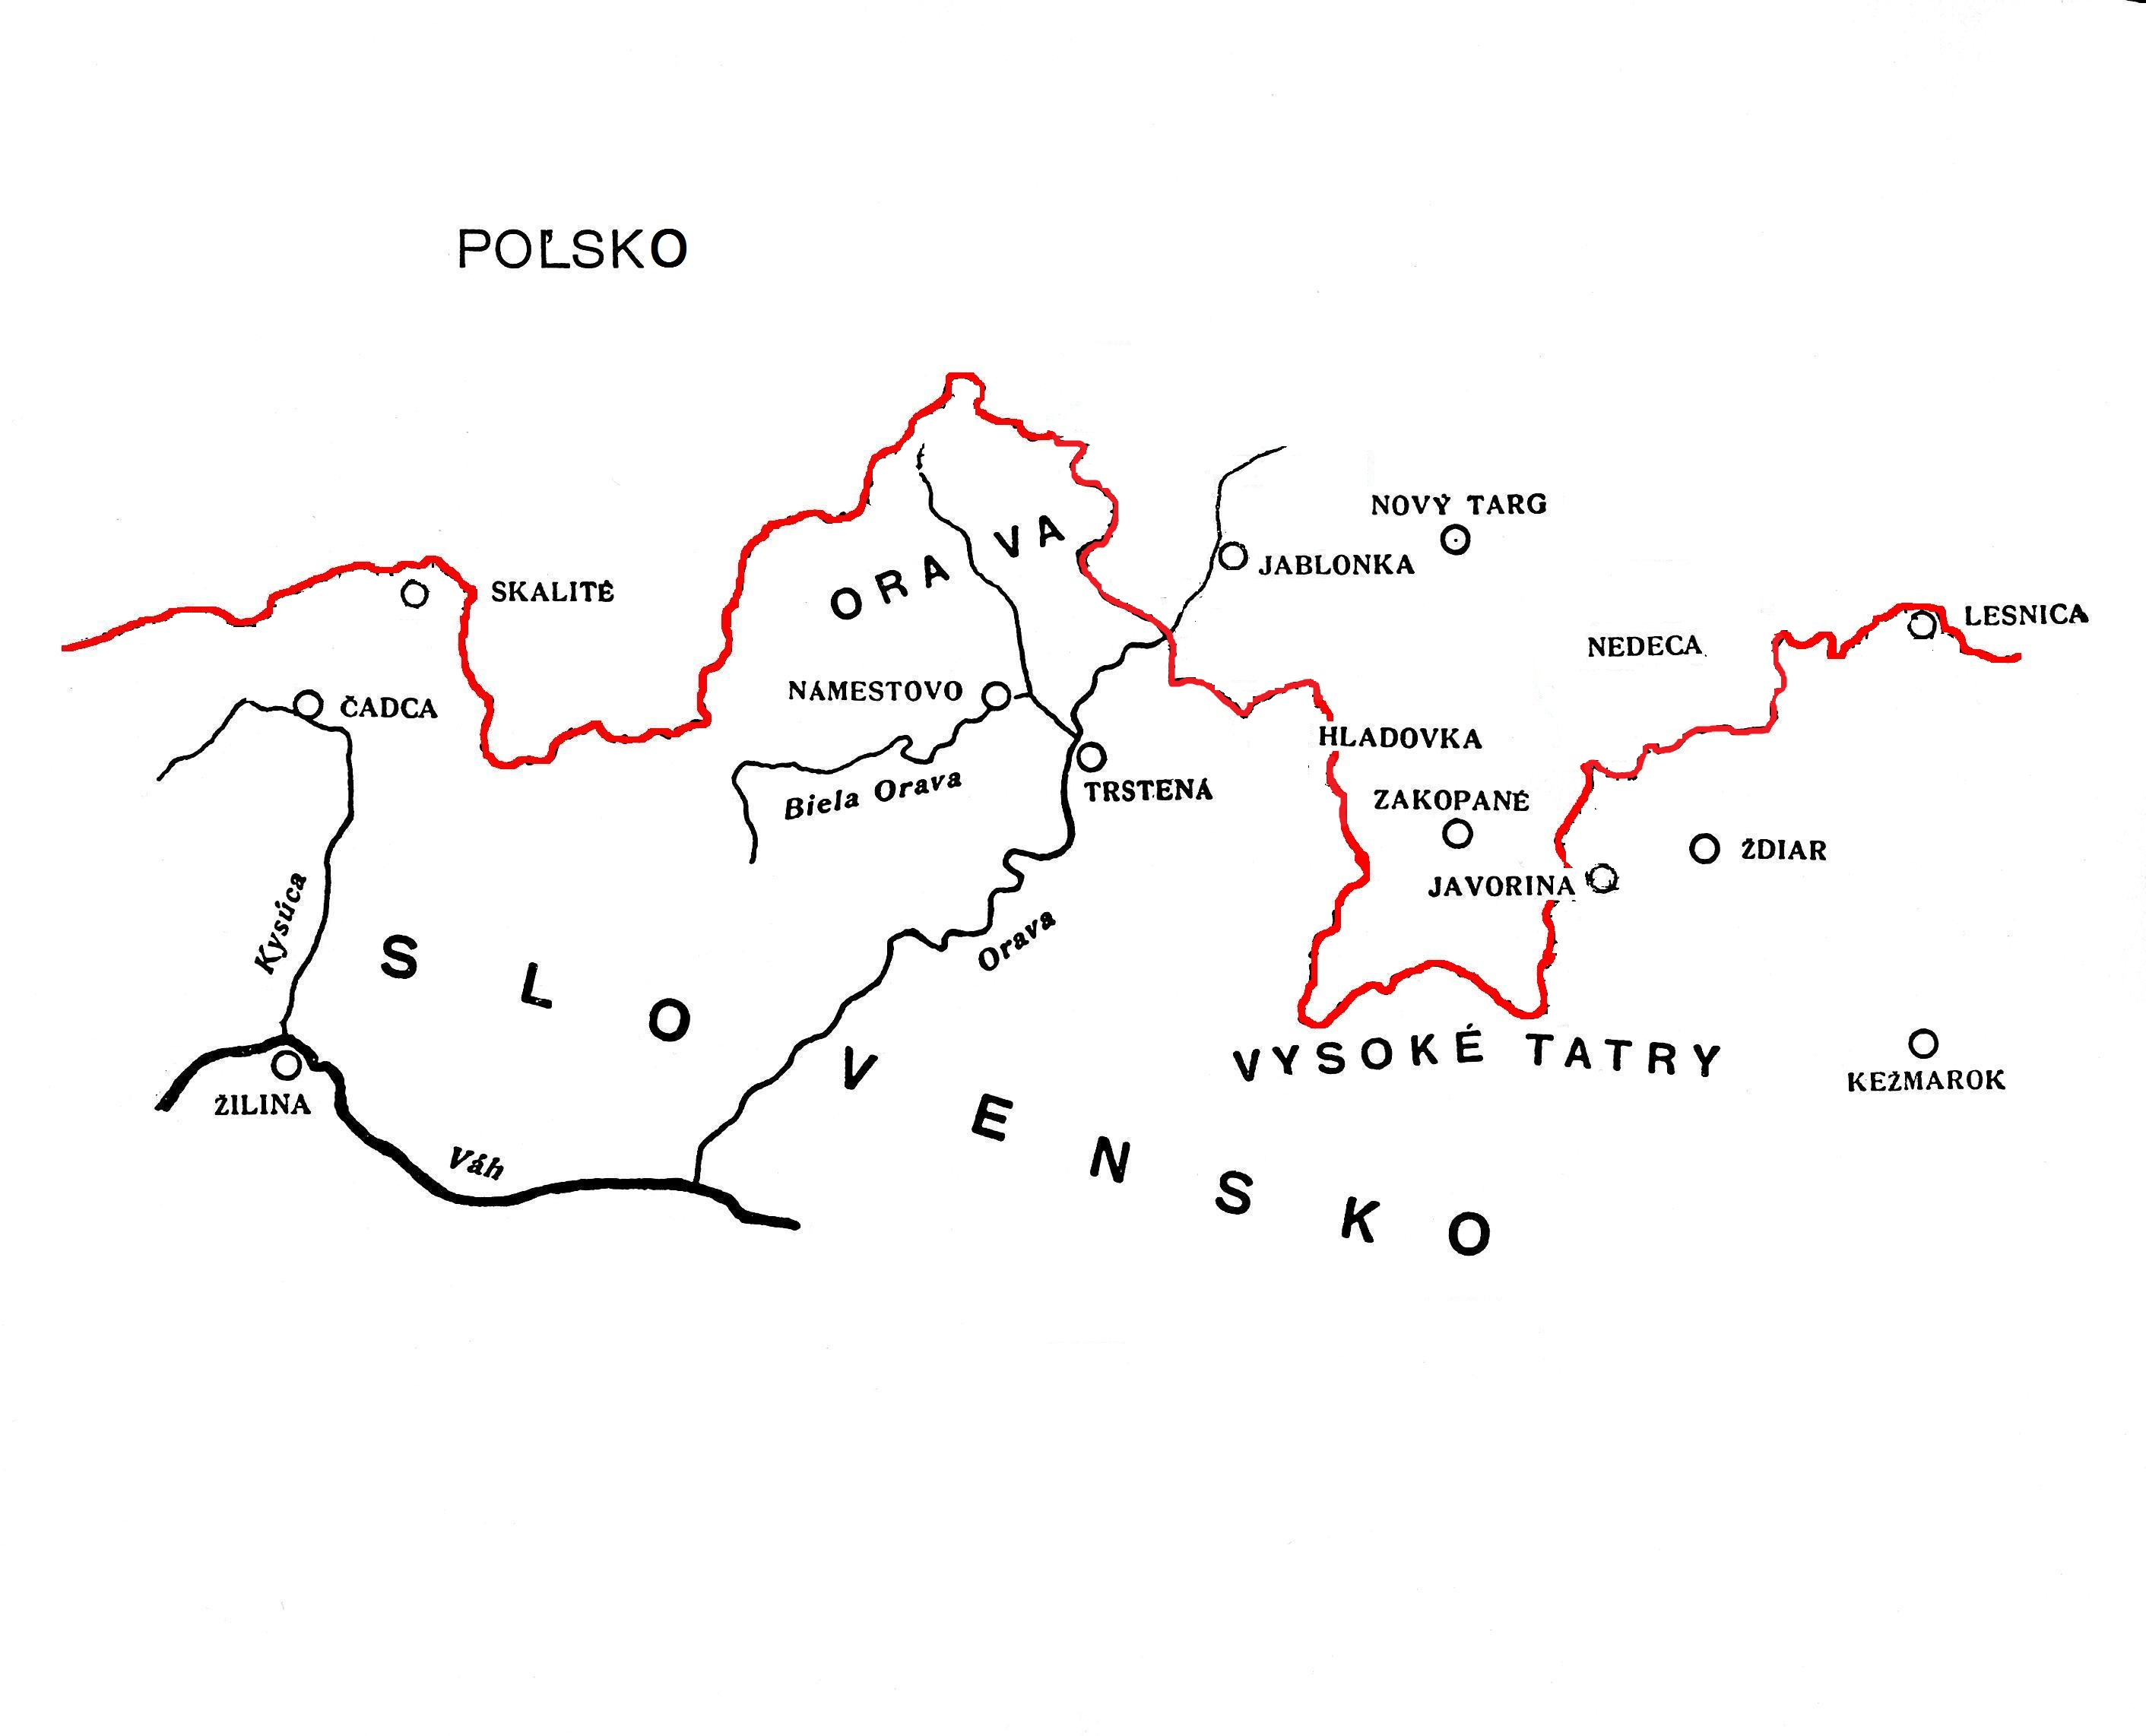 POĽSKO
NOVÝ TARG
JABLONKA
ORAVA
SKALITÉ
LESNICA
NEDECA
NÁMESTOVO
ČADCA
HLADOVKA
Biela Orava
TRSTENÁ
ZAKOPANÉ
ŽDIAR
JAVORINA
Kysúca
Orava
SLOVENSKO
VYSOKÉ TATRY
KEŽMAROK
ŽILINA
Váh